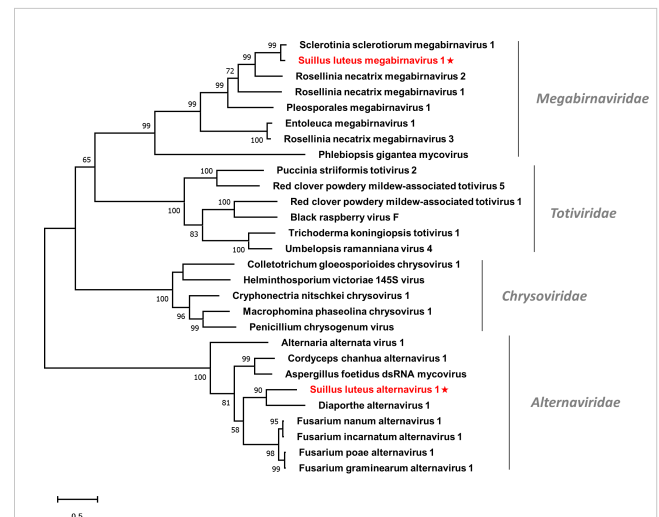 99
Sclerotinia sclerotiorum megabirnavirus 1
99
Suillus luteus megabirnavirus 1★
72
Rosellinia necatrix megabirnavirus 2
99
Rosellinia necatrix megabirnavirus 1
Megabirnaviridae
99
Pleosporales megabirnavirus 1
99
Entoleuca megabirnavirus 1
100
Rosellinia necatrix megabirnavirus 3
Phlebiopsis gigantea mycovirus
65
100
Puccinia striiformis totivirus 2
Red clover powdery mildew-associated totivirus 5
100
100
Red clover powdery mildew-associated totivirus 1
Totiviridae
Black raspberry virus F
83
Trichoderma koningiopsis totivirus 1
100
Umbelopsis ramanniana virus 4
Colletotrichum gloeosporioides chrysovirus 1
Helminthosporium victoriae 145S virus
100
Cryphonectria nitschkei chrysovirus 1
Chrysoviridae
96
Macrophomina phaseolina chrysovirus 1
99
Penicillium chrysogenum virus
Alternaria alternata virus 1
100
99
Cordyceps chanhua alternavirus 1
Aspergillus foetidus dsRNA mycovirus
81
90
Suillus luteus alternavirus 1★
Diaporthe alternavirus 1
Alternaviridae
58
95
Fusarium nanum alternavirus 1
Fusarium incarnatum alternavirus 1
98
Fusarium poae alternavirus 1
99
Fusarium graminearum alternavirus 1
0.5